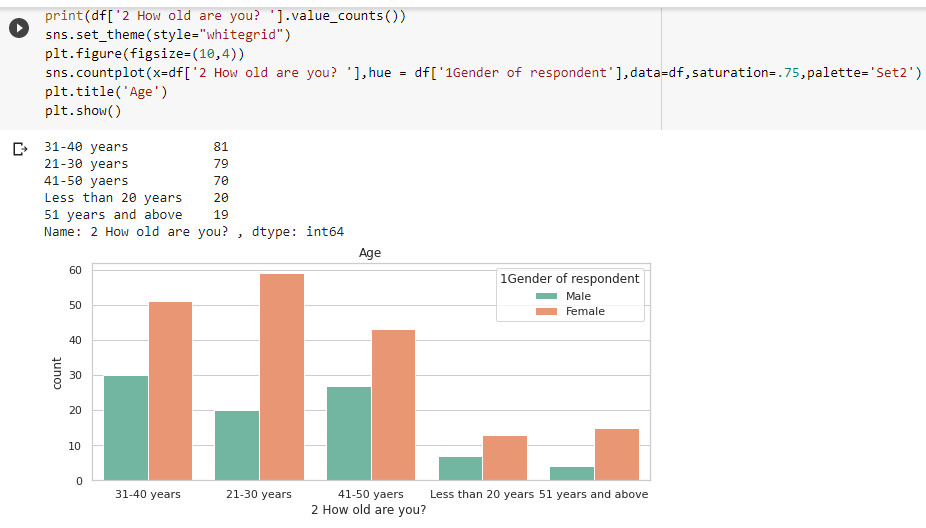 print(df['2 How old are you? '].value_counts())
sns.set_theme(style="whitegrid")
plt.figure(figsize=(10,4))
sns.countplot(x=df['2 How old are you? '],hue = df['1Gender of respondent'],data=df,saturation=.75,palette='Set2')
plt.title('Age')
plt.show()
31-40 years 81
21-30 years 79
41-50 yaers 70
Less than 20 years 20
51 years and above 19
Name: 2 How old are you? , dtype: int64
Age
1Gender of respondent
Male
Female
60
50
40
30
20
10
0
count
31-40 years 21-30 years 41-50 yaers Less than 20 years 51 years and above
2 How old are you?